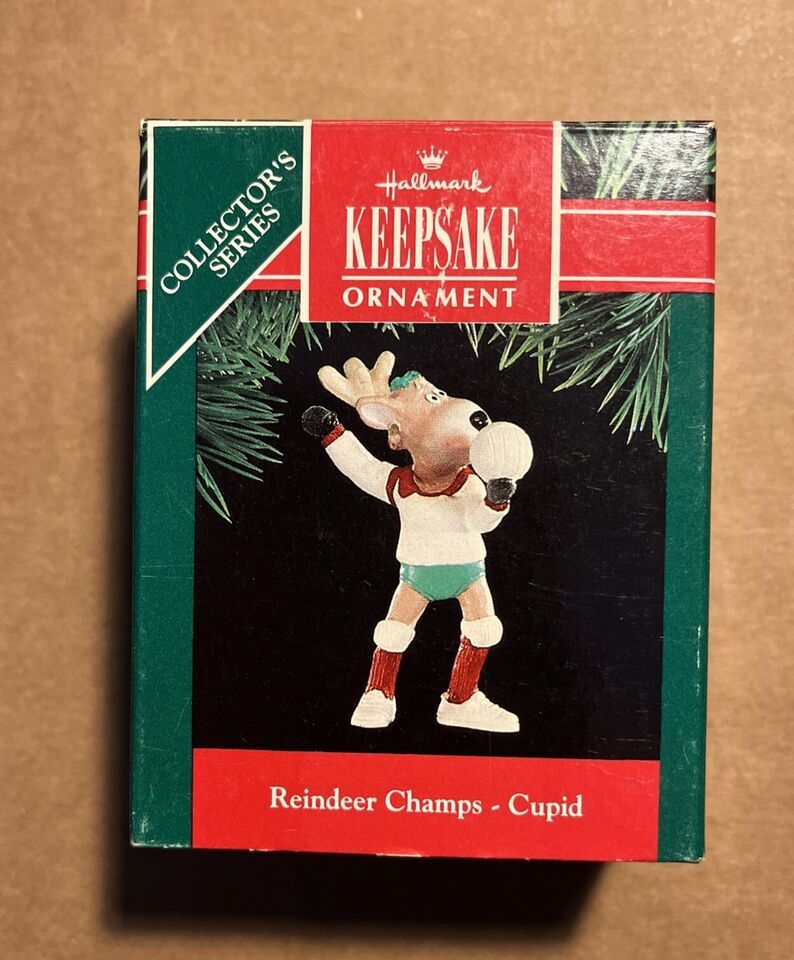 COLLECTOR'S
SERIES
Hallmark
KEEPSAKE
ORNAMENT
Reindeer Champs - Cupid